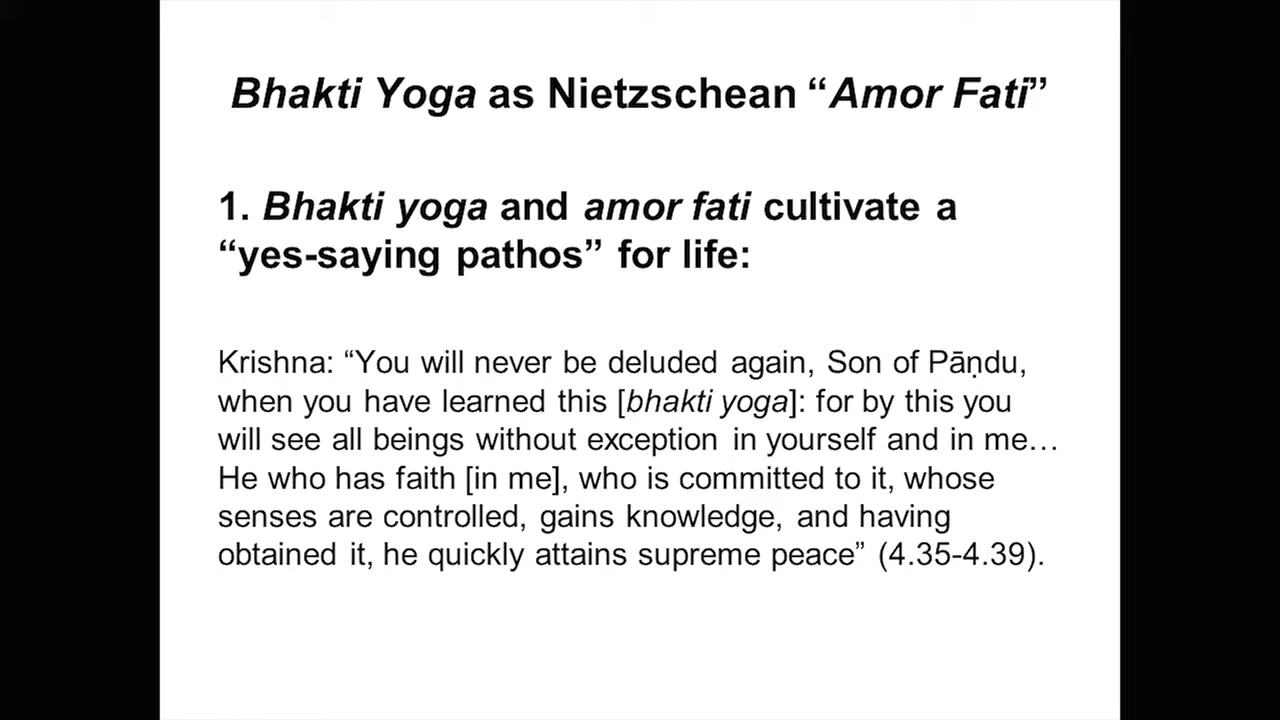 Bhakti Yoga as Nietzschean “Amor Fati”
1. Bhakti yoga and amor fati cultivate a
“yes-saying pathos” for life:
Krishna: “You will never be deluded again, Son of Pāṇdu,
when you have learned this [bhakti yoga]: for by this you
will see all beings without exception in yourself and in me…
He who has faith [in me], who is committed to it, whose
senses are controlled, gains knowledge, and having
obtained it, he quickly attains supreme peace” (4.35-4.39).